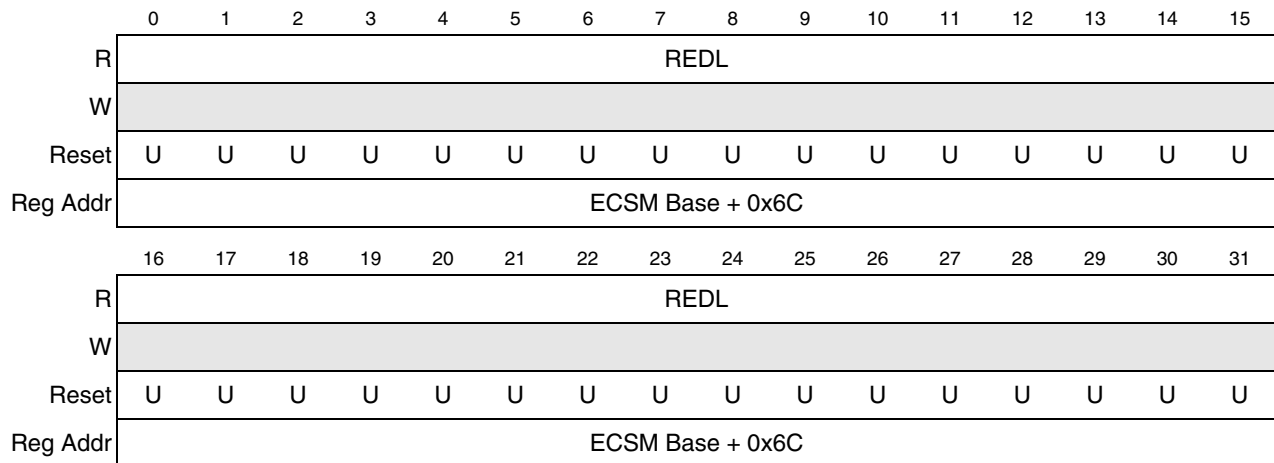 0 1 2 3 4 5 6 7 8 9 10 11 12 13 14 15
R REDL
W
Reset U U U U U U U U U U U U U U U U
Reg Addr ECSM Base + 0x6C
16 17 18 19 20 21 22 23 24 25 26 27 28 29 30 31
R REDL
W
Reset U U U U U U U U U U U U U U U U
Reg Addr ECSM Base + 0x6C